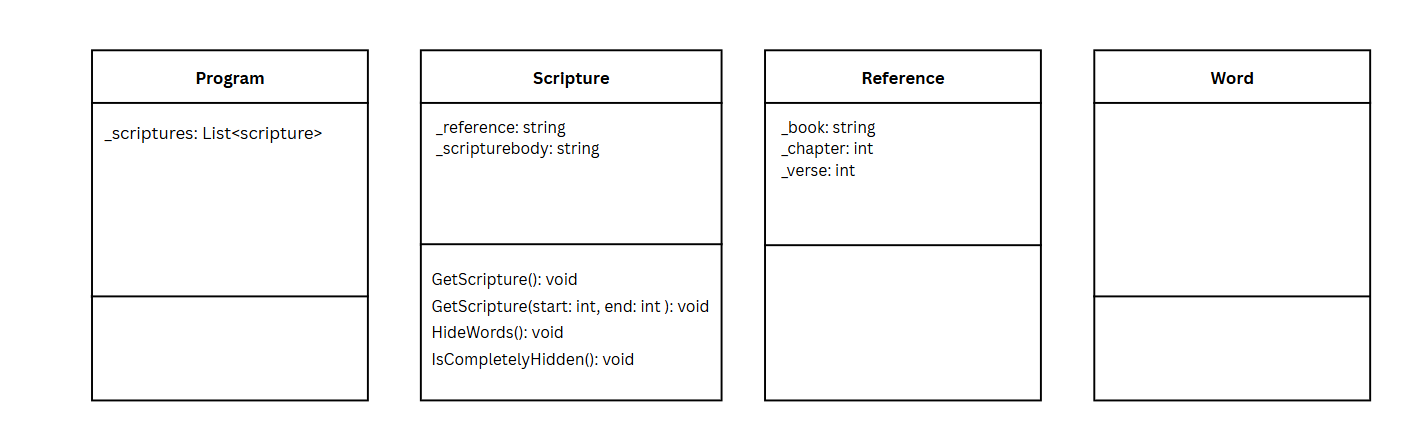 Program
_scriptures: List<scripture>
Scripture
_reference: string
_scripturebody: string
GetScripture(): void
GetScripture(start: int, end: int ): void
HideWords(): void
IsCompletelyHidden(): void
Reference
_book: string
_chapter: int
_verse: int
Word